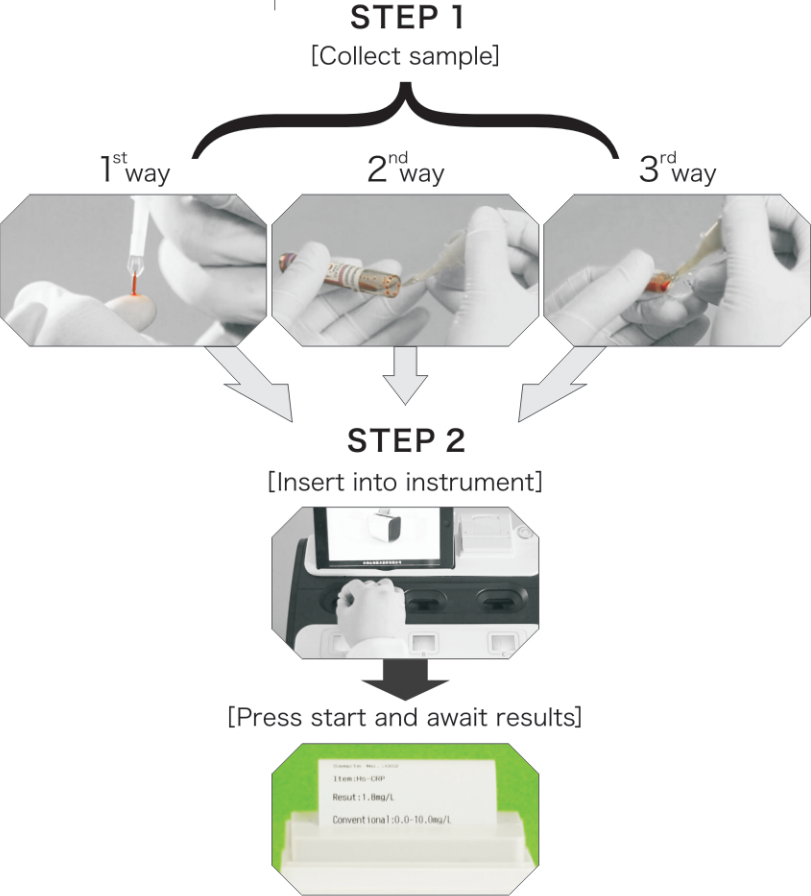 STEP 1
[Collect sample]
1st way
2nd way
3rd way
STEP 2
[Insert into instrument]
[Press start and await results]
Item:Hs-CRP
Resut:1.8mg/L
Conventional:0.0-10.0mg/L